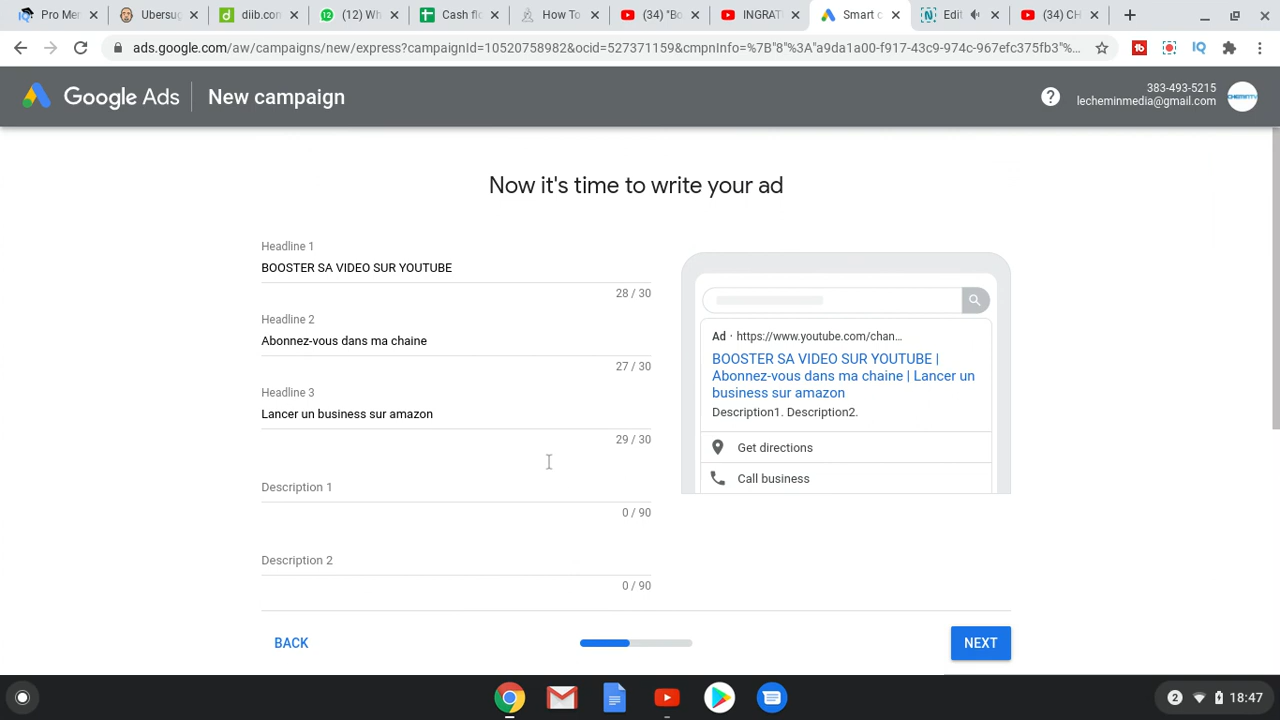 Pro Mer
Ubersug
diib.con
(12) Wh
Cash flo
How To
(34) "Bo
INGRATI
Smart c
Edit
(34) CH
ads.google.com/aw/campaigns/new/express?campaignId=10520758982&ocid=527371159&cmpnInfo=%7B"8"%3A"a9da1a00-f917-43c9-974c-967efc375fb3"%...
Google Ads
New campaign
383-493-5215
lecheminmedia@gmail.com
Now it's time to write your ad
Headline 1
BOOSTER SA VIDEO SUR YOUTUBE
28 / 30
Headline 2
Abonnez-vous dans ma chaine
27 / 30
Headline 3
Lancer un business sur amazon
29 / 30
Description 1
0 / 90
Description 2
0 / 90
Ad · https://www.youtube.com/chan...
BOOSTER SA VIDEO SUR YOUTUBE |
Abonnez-vous dans ma chaine | Lancer un
business sur amazon
Description1. Description2.
Get directions
Call business
BACK
NEXT
2
18:47